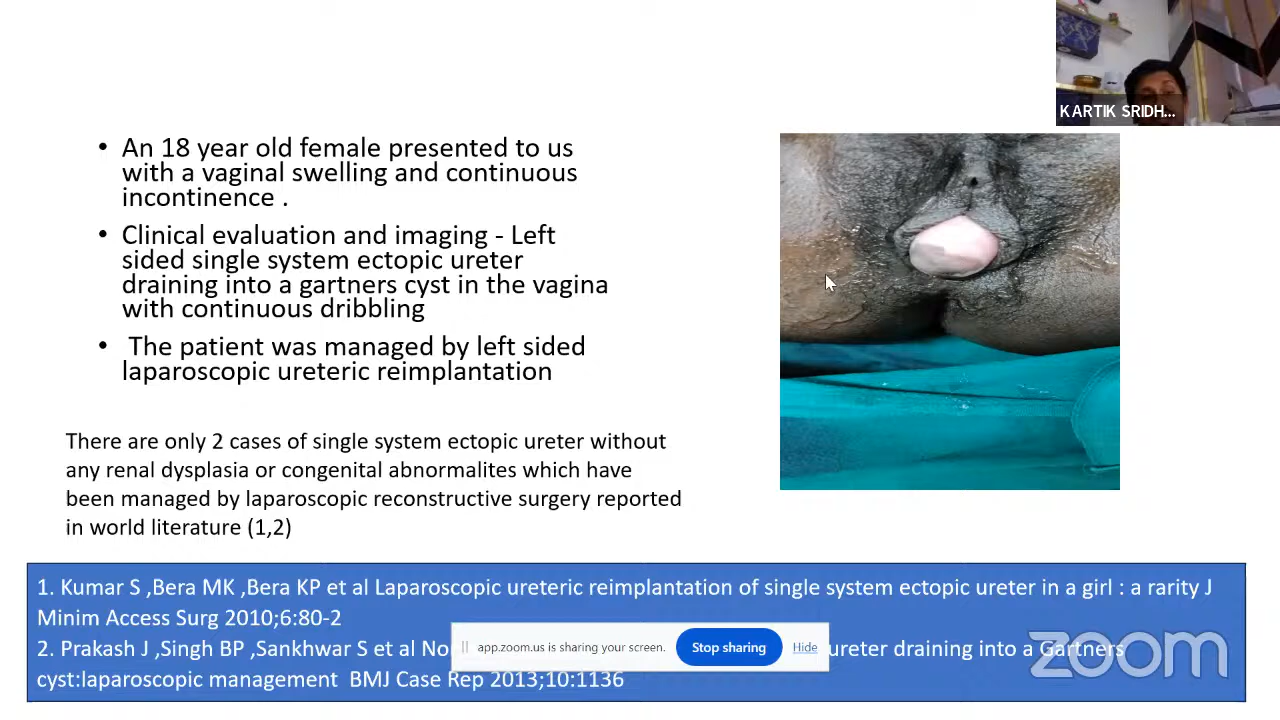 KARTIK SRIDH...
• An 18 year old female presented to us
with a vaginal swelling and continuous
incontinence .
• Clinical evaluation and imaging - Left
sided single system ectopic ureter
draining into a gartners cyst in the vagina
with continuous dribbling
• The patient was managed by left sided
laparoscopic ureteric reimplantation
There are only 2 cases of single system ectopic ureter without
any renal dysplasia or congenital abnormalites which have
been managed by laparoscopic reconstructive surgery reported
in world literature (1,2)
1. Kumar S ,Bera MK ,Bera KP et al Laparoscopic ureteric reimplantation of single system ectopic ureter in a girl : a rarity J
Minim Access Surg 2010;6:80-2
2. Prakash J ,Singh BP ,Sankhwar S et al ureter draining into a Gartners
cyst:laparoscopic management BMJ Case Rep 2013;10:1136
app.zoom.us is sharing your screen. Stop sharing Hide
zoom